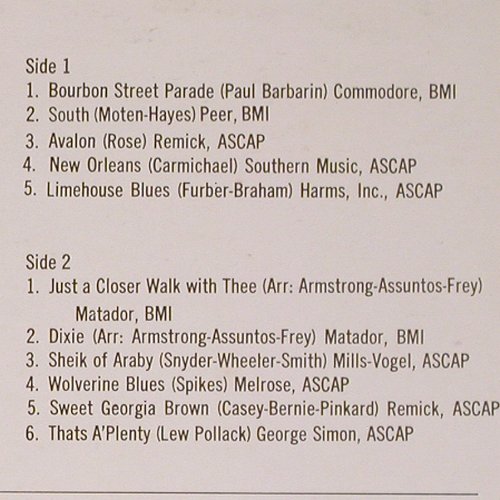 Side 1
1. Bourbon Street Parade (Paul Barbarin) Commodore, BMI
2. South (Moten-Hayes) Peer, BMI
3. Avalon (Rose) Remick, ASCAP
4. New Orleans (Carmichael) Southern Music, ASCAP
5. Limehouse Blues (Furber-Braham) Harms, Inc., ASCAP
Side 2
1. Just a Closer Walk with Thee (Arr: Armstrong-Assuntos-Frey)
Matador, BMI
2. Dixie (Arr: Armstrong-Assuntos-Frey) Matador, BMI
3. Sheik of Araby (Snyder-Wheeler-Smith) Mills-Vogel, ASCAP
4. Wolverine Blues (Spikes) Melrose, ASCAP
5. Sweet Georgia Brown (Casey-Bernie-Pinkard) Remick, ASCAP
6. Thats A'Plenty (Lew Pollack) George Simon, ASCAP